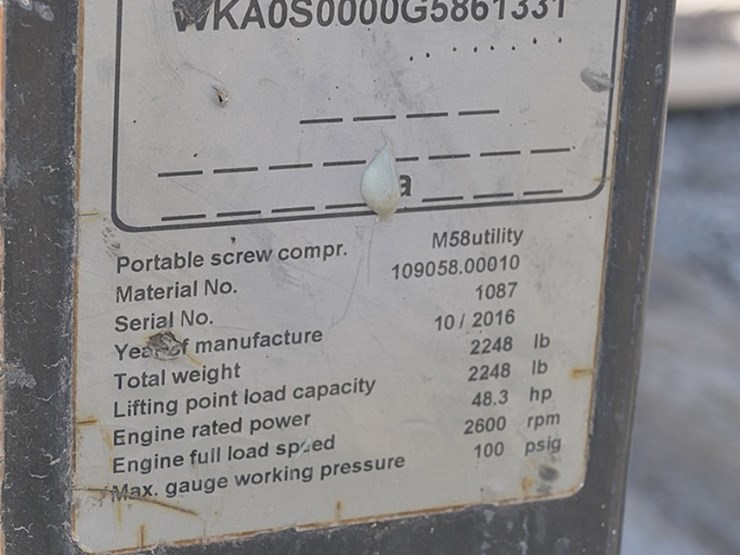 WKA0S0000G5861331
a
Portable screw compr. M58utility
Material No. 109058.00010
Serial No. 1087
Year of manufacture 10 / 2016
Total weight 2248 lb
Lifting point load capacity 2248 lb
Engine rated power 48.3 hp
Engine full load speed 2600 rpm
Max. gauge working pressure 100 psig